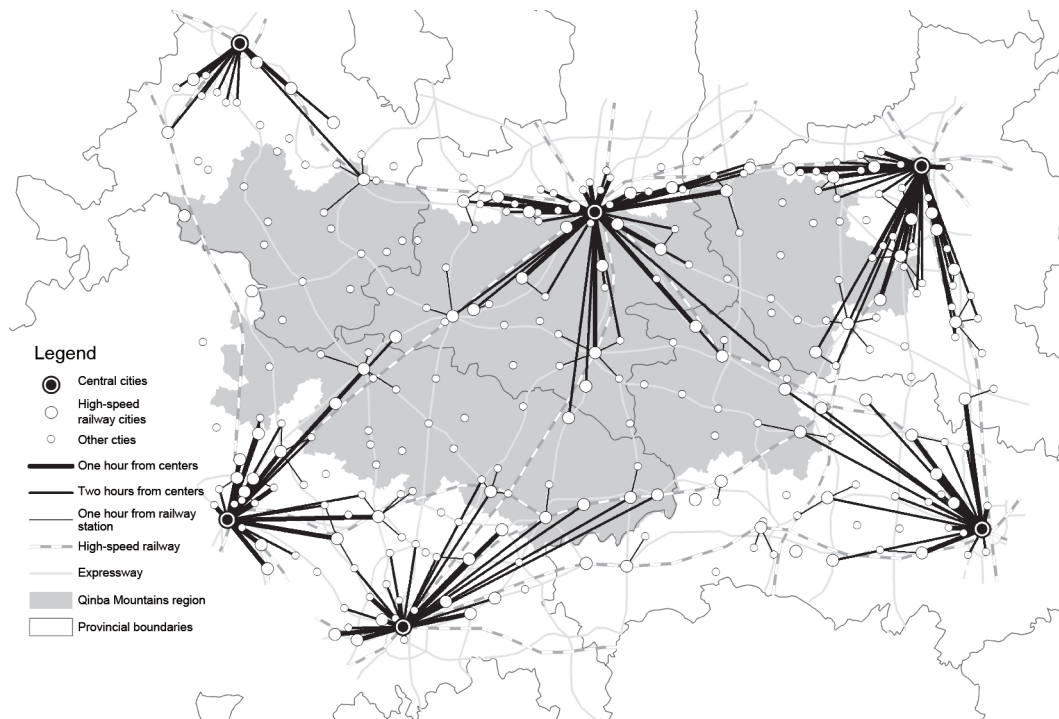 Legend
Central cities
High-speed
railway cities
Other cties
One hour from centers
Two hours from centers
One hour from railway
station
High-speed railway
Expressway
Qinba Mountains region
Provincial boundaries